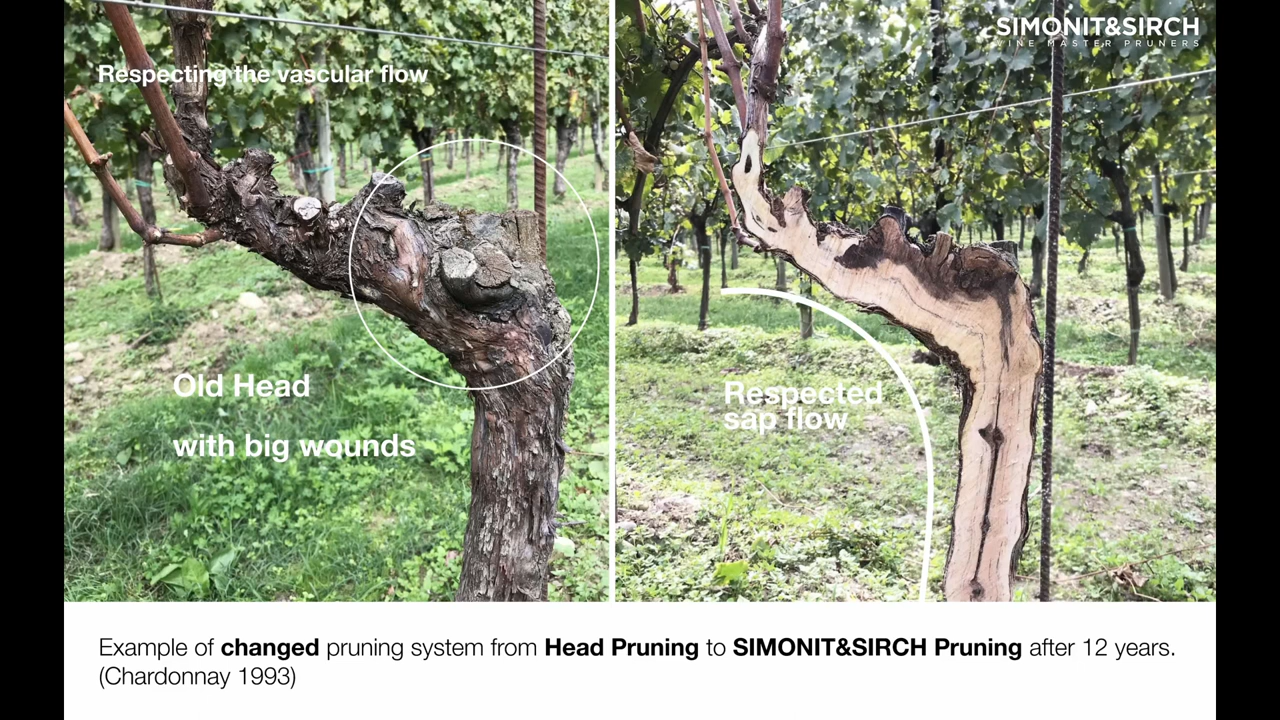 SIMONIT&SIRCH
VINE MASTER PRUNERS
Respecting the vascular flow
Old Head
with big wounds
Respected
sap flow
Example of changed pruning system from Head Pruning to SIMONIT&SIRCH Pruning after 12 years.
(Chardonnay 1993)